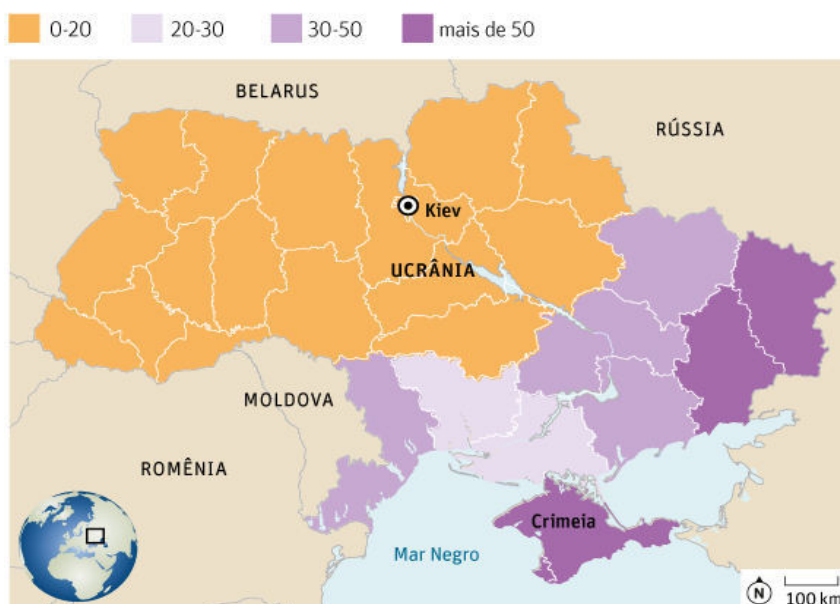 0-20 20-30 30-50 mais de 50
BELARUS
RÚSSIA
Kiev
UCRÂNIA
MOLDOVA
ROMÊNIA
Crimeia
Mar Negro
N 100 km